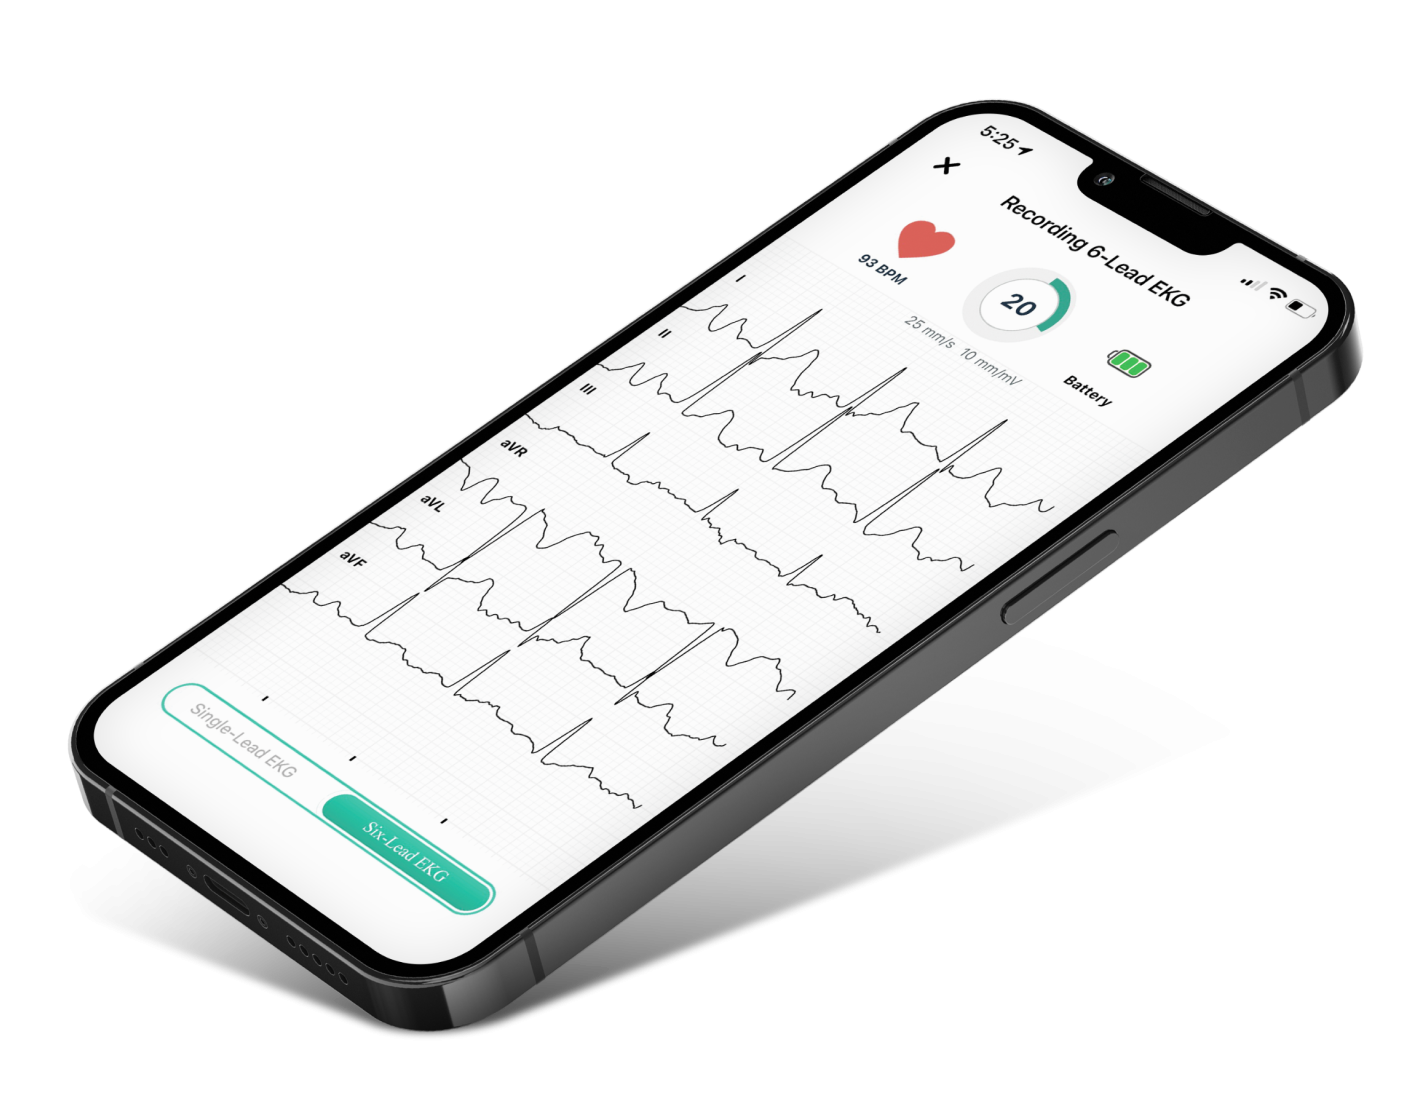 5:25
Recording 6-Lead EKG
93 BPM
20
25 mm/s 10 mm/mV
Battery
I
II
III
aVR
aVL
aVF
Single-Lead EKG
Six-Lead EKG